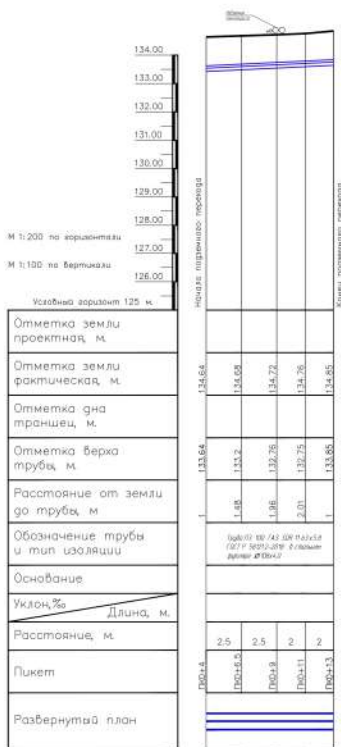 134.00
133.00
132.00
131.00
130.00
129.00
128.00
127.00
126.00
М 1:200 по горизонтали
М 1:100 по вертикали
Условный горизонт 125 м.
Начало подземного перехода
Конец подземного перехода
Отметка земли
проектная, м.
Отметка земли
фактическая, м.
134.64 134.68 134.72 134.76 134.85
Отметка дна
траншеи, м.
Отметка верха
трубы, м.
133.64 133.2 132.76 132.75 133.85
Расстояние от земли
до трубы, м
1 1.48 1.96 2.01 1
Обозначение трубы
и тип изоляции
Основание
Уклон,‰
Длина, м.
Расстояние, м.
2.5 2.5 2 2
Пикет
ПК0+4 ПК0+6.5 ПК0+9 ПК0+11 ПК0+13
Развернутый план